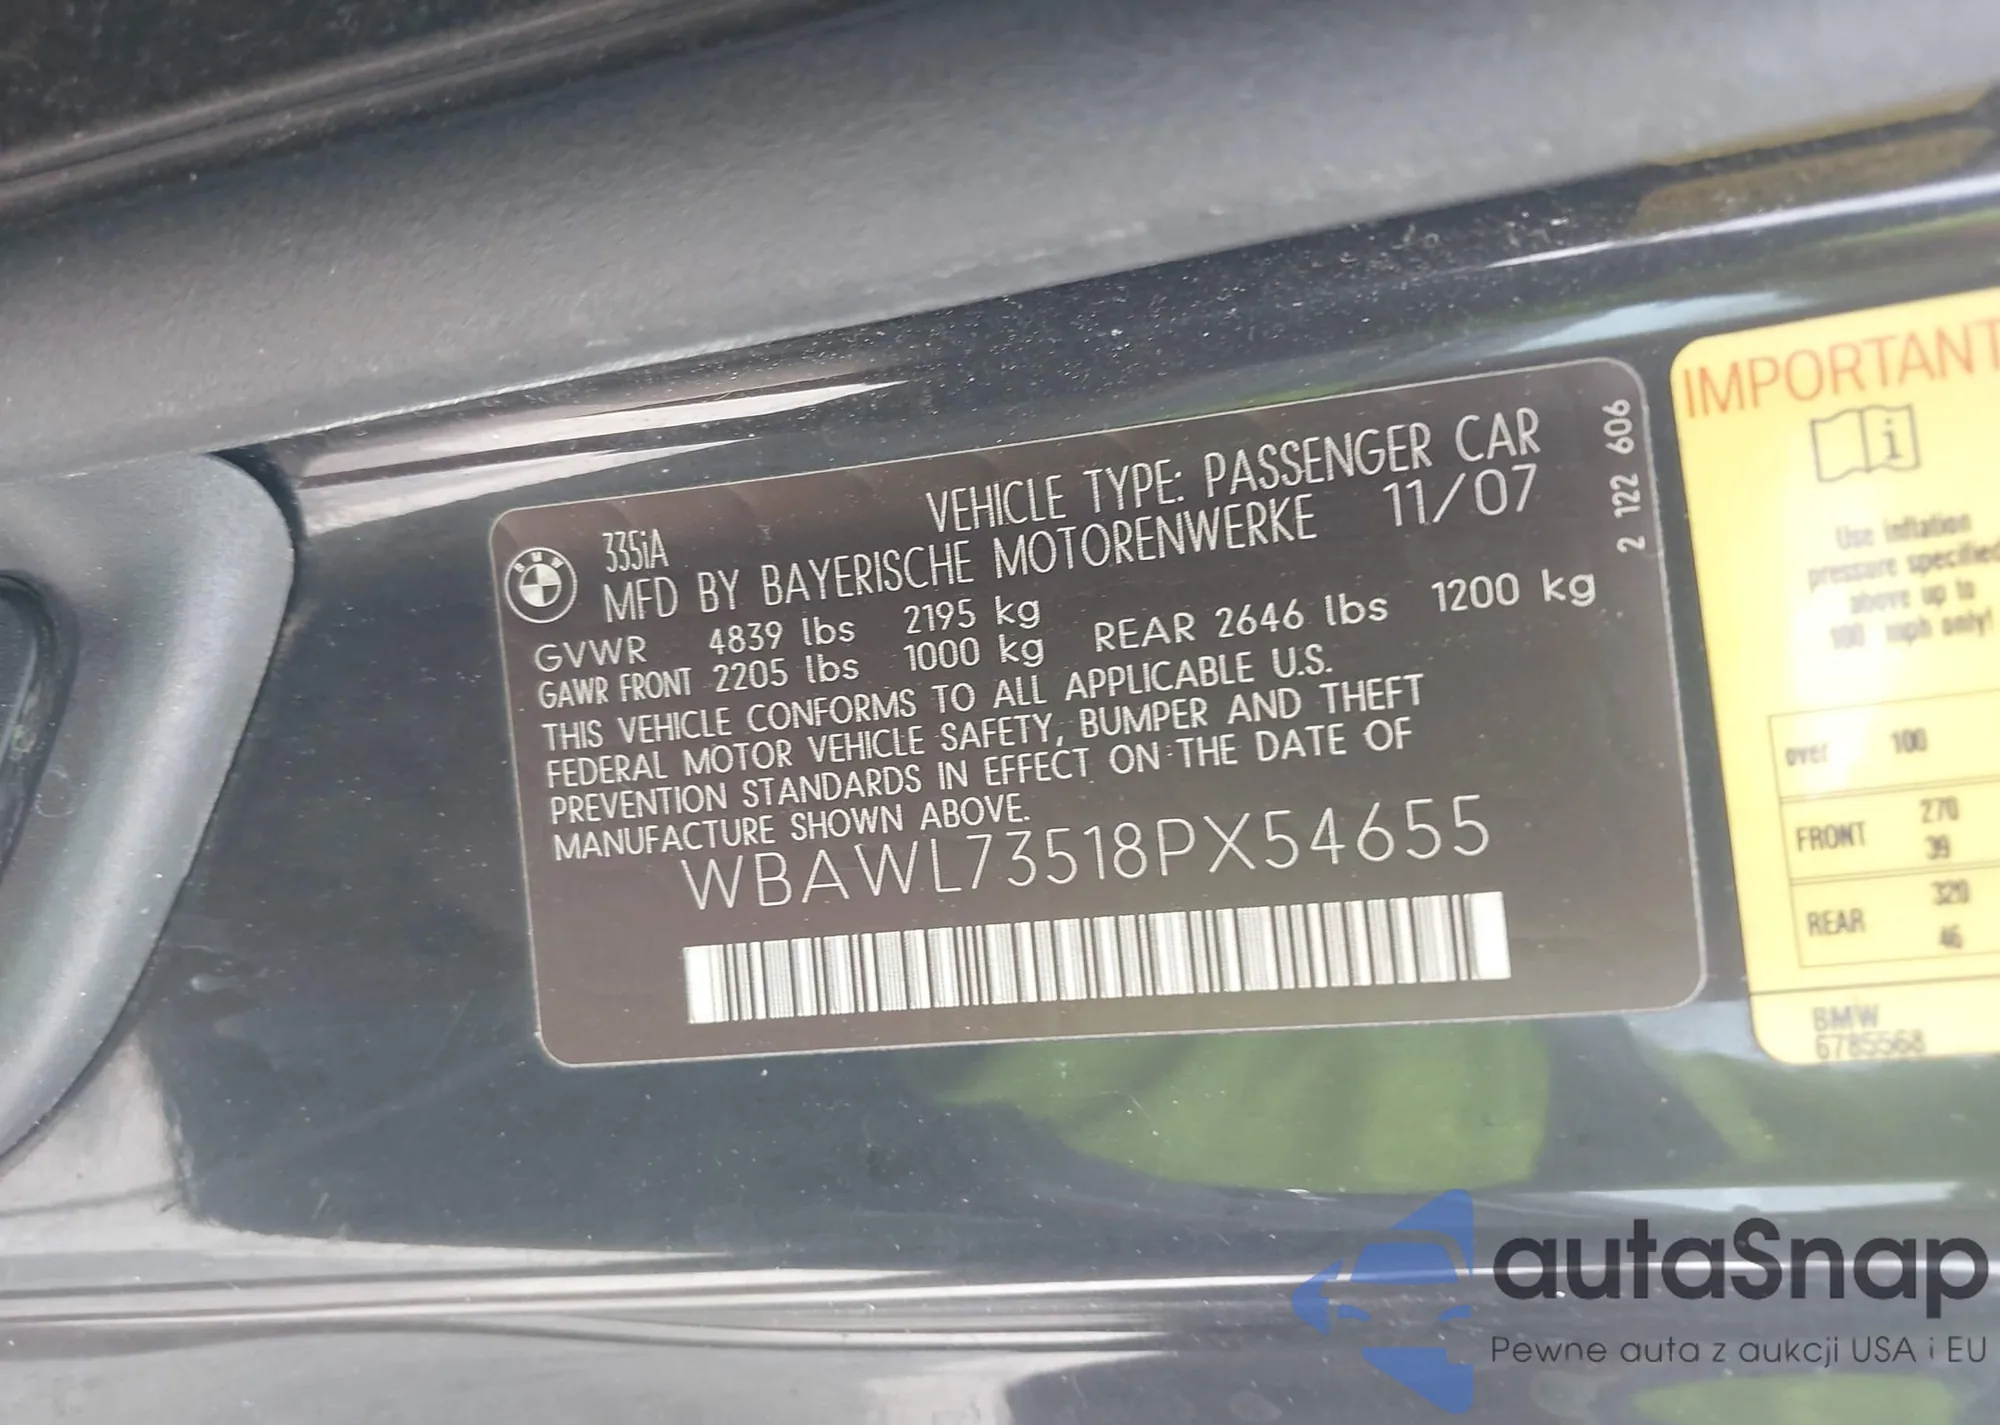 VEHICLE TYPE: PASSENGER CAR
335iA
MFD BY BAYERISCHE MOTORENWERKE 11/07
GVWR 4839 lbs 2195 kg
GAWR FRONT 2205 lbs 1000 kg REAR 2646 lbs 1200 kg
THIS VEHICLE CONFORMS TO ALL APPLICABLE U.S.
FEDERAL MOTOR VEHICLE SAFETY, BUMPER AND THEFT
PREVENTION STANDARDS IN EFFECT ON THE DATE OF
MANUFACTURE SHOWN ABOVE.
WBAWL73518PX54655
2 122 606
BMW
IMPORTANT
i
Use inflation
pressure specified
above up to
100 mph only!
over 100
FRONT 270
39
REAR 320
46
BMW
6785568
autaSnap
Pewne auta z aukcji USA i EU